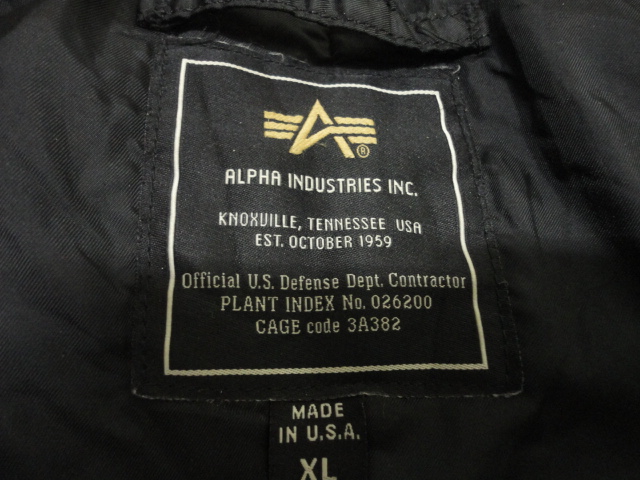 ALPHA INDUSTRIES INC.
KNOXVILLE, TENNESSEE USA
EST. OCTOBER 1959
Official U.S. Defense Dept. Contractor
PLANT INDEX No. 026200
CAGE code 3A382
MADE
IN U.S.A.
XL